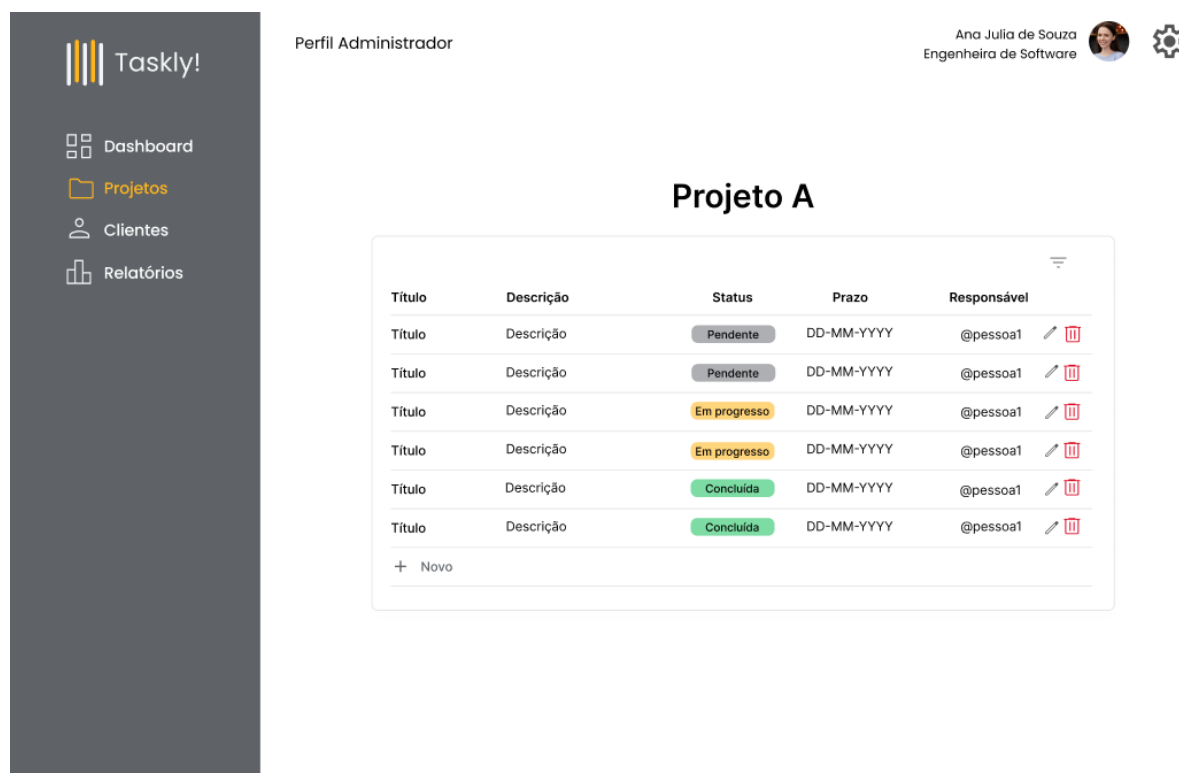 Taskly!
Dashboard
Projetos
Clientes
Relatórios
Perfil Administrador
Ana Julia de Souza
Engenheira de Software
Projeto A
Título Descrição Status Prazo Responsável
Título Descrição Pendente DD-MM-YYYY @pessoa1
Título Descrição Pendente DD-MM-YYYY @pessoa1
Título Descrição Em progresso DD-MM-YYYY @pessoa1
Título Descrição Em progresso DD-MM-YYYY @pessoa1
Título Descrição Concluída DD-MM-YYYY @pessoa1
Título Descrição Concluída DD-MM-YYYY @pessoa1
+ Novo